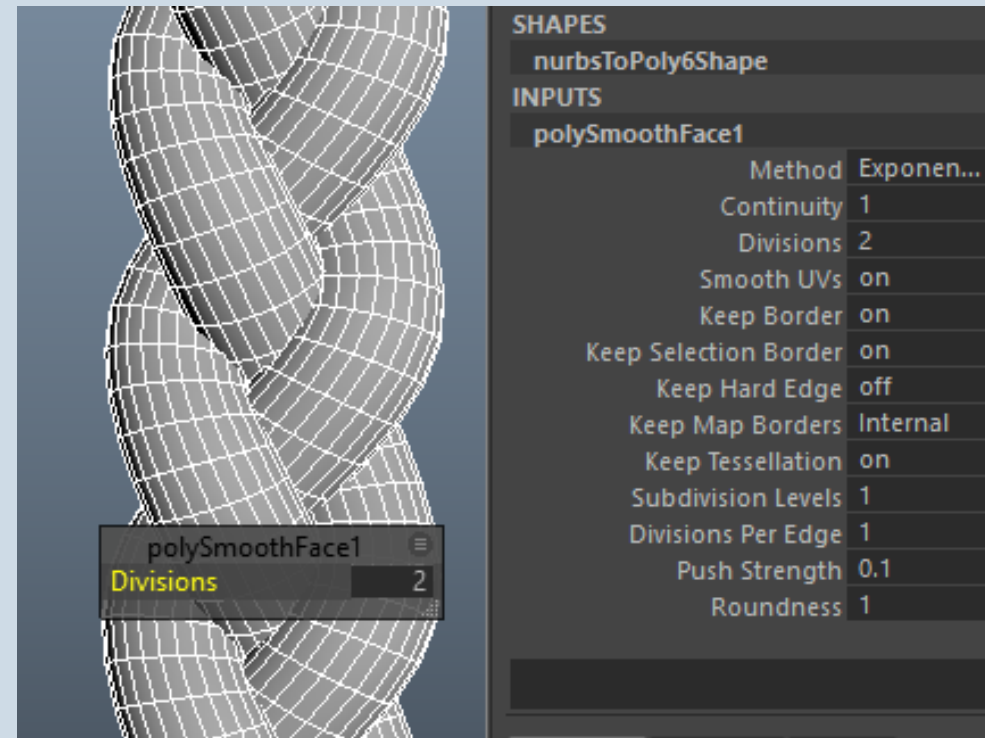 SHAPES
nurbsToPoly6Shape
INPUTS
polySmoothFace1
Method Exponen...
Continuity 1
Divisions 2
Smooth UVs on
Keep Border on
Keep Selection Border on
Keep Hard Edge off
Keep Map Borders Internal
Keep Tessellation on
Subdivision Levels 1
Divisions Per Edge 1
Push Strength 0.1
Roundness 1
polySmoothFace1
Divisions 2